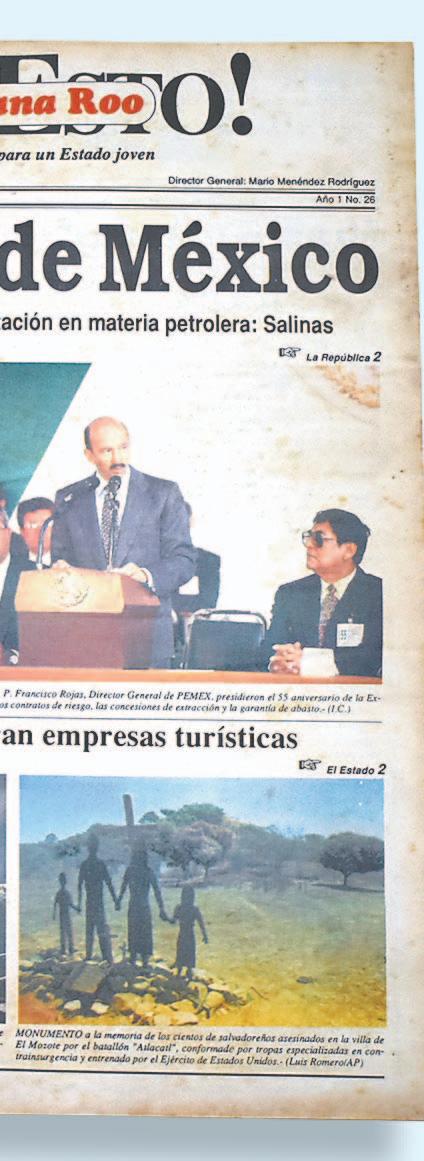 ESTO!
ana Roo
para un Estado joven
Director General: Mario Menéndez Rodríguez
Año 1 No. 26
de México
tación en materia petrolera: Salinas
La República 2
P. Francisco Rojas, Director General de PEMEX, presidieron el 55 aniversario de la Ex-
os contratos de riesgo, las concesiones de extracción y la garantía de abasto.- (I.C.)
an empresas turísticas
El Estado 2
MONUMENTO a la memoria de los cientos de salvadoreños asesinados en la villa de
El Mozote por el batallón "Atlacatl", conformado por tropas especializadas en con-
trainsurgencia y entrenado por el Ejército de Estados Unidos.- (Luis Romero/AP)